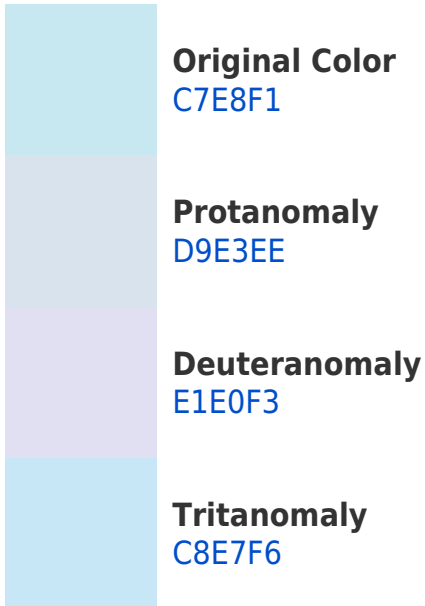 Original Color
C7E8F1
Protanomaly
D9E3EE
Deuteranomaly
E1E0F3
Tritanomaly
C8E7F6